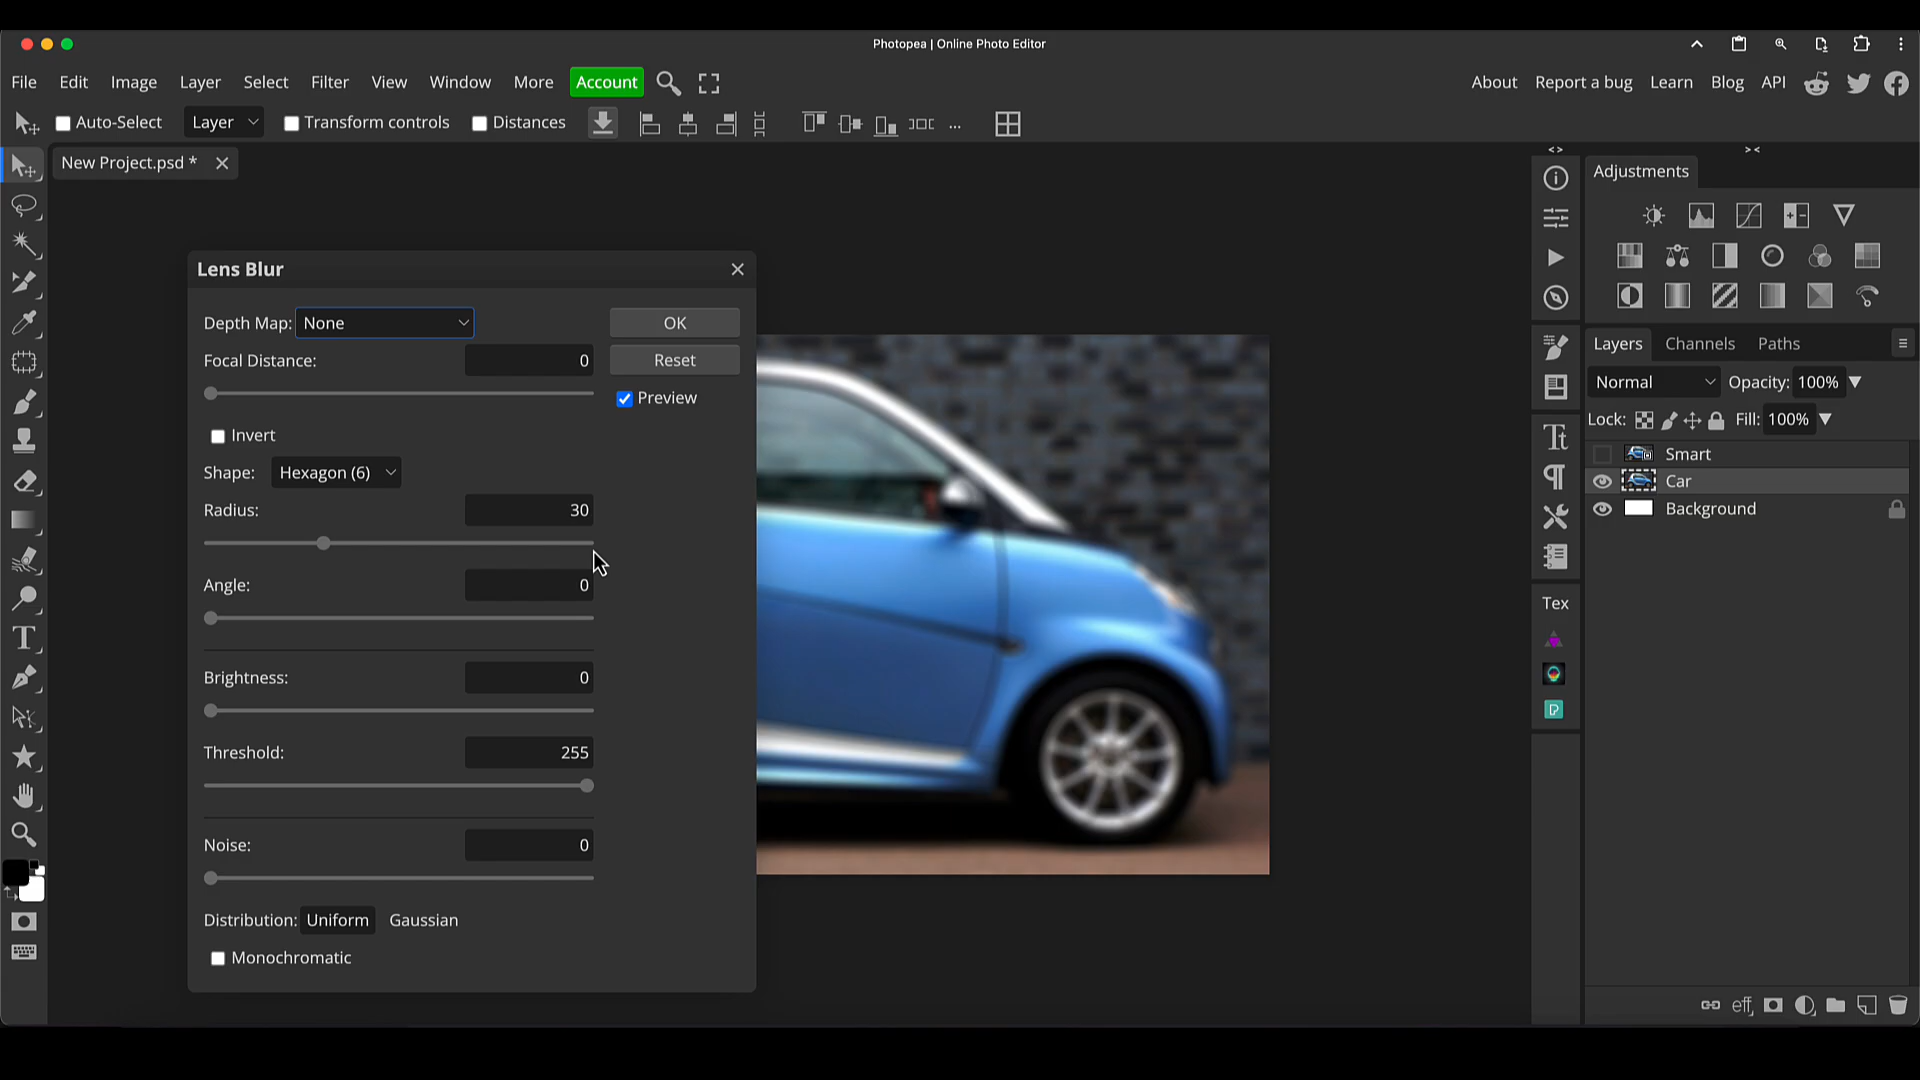 Photopea | Online Photo Editor
File Edit Image Layer Select Filter View Window More Account About Report a bug Learn Blog API
Auto-Select Layer Transform controls Distances ...
New Project.psd *
<> ><
Adjustments
Lens Blur
Depth Map: None OK
Focal Distance: 0 Reset
Preview
Invert
Shape: Hexagon (6)
Radius: 30
Angle: 0
Brightness: 0
Threshold: 255
Noise: 0
Distribution: Uniform Gaussian
Monochromatic
Tt
Tex
Layers Channels Paths
Normal Opacity: 100%
Lock: Fill: 100%
Smart
Car
Background
eff